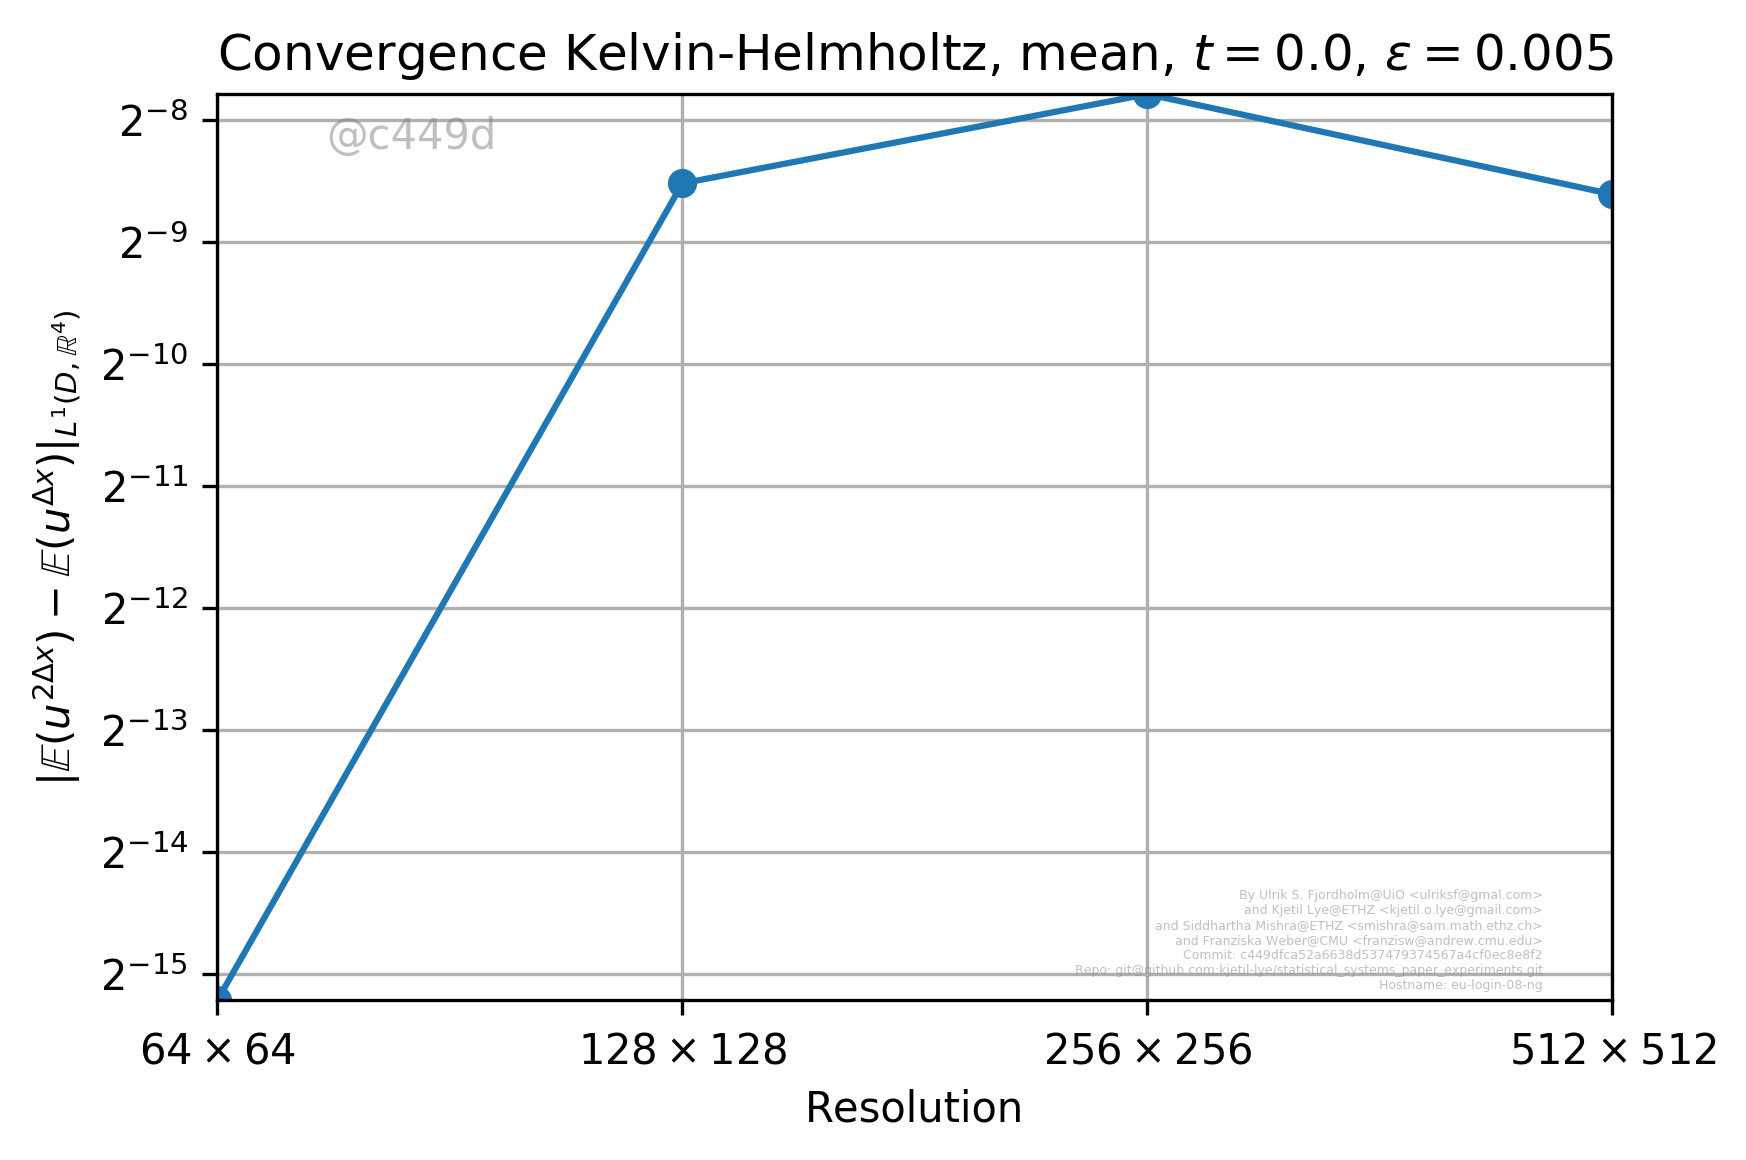 Convergence Kelvin-Helmholtz, mean, t = 0.0, ε = 0.005
@c449d
2⁻⁸
2⁻⁹
2⁻¹⁰
2⁻¹¹
2⁻¹²
2⁻¹³
2⁻¹⁴
2⁻¹⁵
|𝔼(u^{2Δx}) − 𝔼(u^{Δx})|_{L¹(D, ℝ⁴)}
By Ulrik S. Fjordholm@UiO <ulriksf@gmal.com>
and Kjetil Lye@ETHZ <kjetil.o.lye@gmail.com>
and Siddhartha Mishra@ETHZ <smishra@sam.math.ethz.ch>
and Franziska Weber@CMU <franzisw@andrew.cmu.edu>
Commit: c449dfca52a6638d537479374567a4cf0ec8e8f2
Repo: git@github.com:kjetil-lye/statistical_systems_paper_experiments.git
Hostname: eu-login-08-ng
64 × 64
128 × 128
256 × 256
512 × 512
Resolution